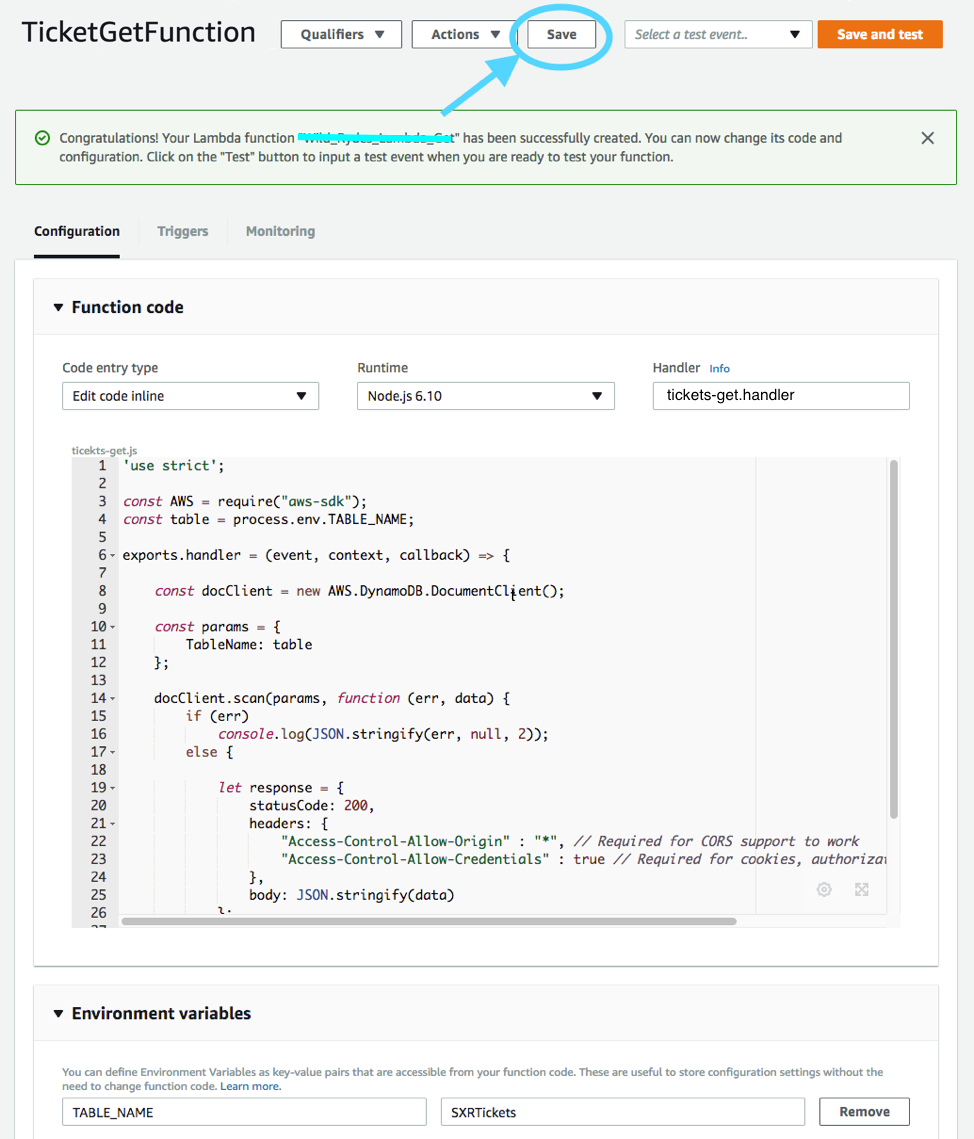 TicketGetFunction Qualifiers Actions Save Select a test event.. Save and test
Congratulations! Your Lambda function "Wild_Rydes_Lambda_Get" has been successfully created. You can now change its code and
configuration. Click on the "Test" button to input a test event when you are ready to test your function.
Configuration Triggers Monitoring
Function code
Code entry type Runtime Handler Info
Edit code inline Node.js 6.10 tickets-get.handler
ticekts-get.js
1 'use strict';
2
3 const AWS = require("aws-sdk");
4 const table = process.env.TABLE_NAME;
5
6 exports.handler = (event, context, callback) => {
7
8 const docClient = new AWS.DynamoDB.DocumentClient();
9
10 const params = {
11 TableName: table
12 };
13
14 docClient.scan(params, function (err, data) {
15 if (err)
16 console.log(JSON.stringify(err, null, 2));
17 else {
18
19 let response = {
20 statusCode: 200,
21 headers: {
22 "Access-Control-Allow-Origin" : "*", // Required for CORS support to work
23 "Access-Control-Allow-Credentials" : true // Required for cookies, authorizat
24 },
25 body: JSON.stringify(data)
26 };
27
Environment variables
You can define Environment Variables as key-value pairs that are accessible from your function code. These are useful to store configuration settings without the
need to change function code. Learn more.
TABLE_NAME SXRTickets Remove